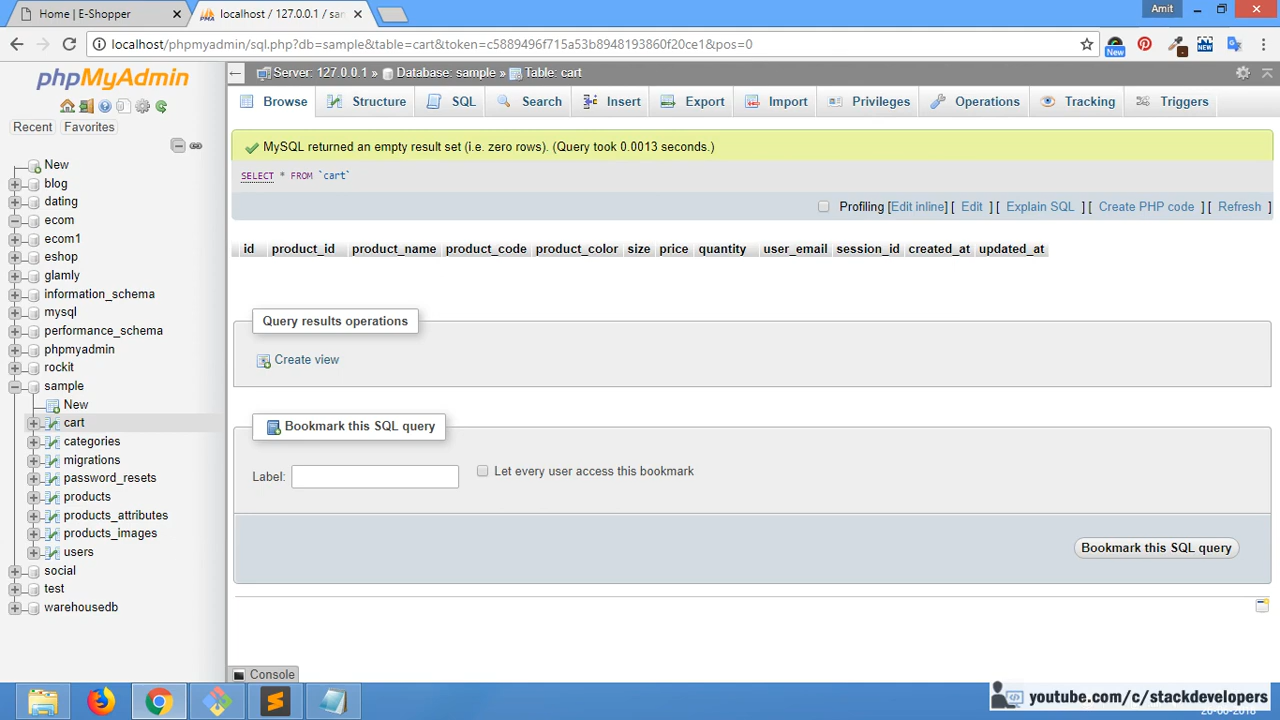 Home | E-Shopper
localhost / 127.0.0.1 / san
Amit
localhost/phpmyadmin/sql.php?db=sample&table=cart&token=c5889496f715a53b8948193860f20ce1&pos=0
New
phpMyAdmin
Recent
Favorites
New
blog
dating
ecom
ecom1
eshop
glamly
information_schema
mysql
performance_schema
phpmyadmin
rockit
sample
New
cart
categories
migrations
password_resets
products
products_attributes
products_images
users
social
test
warehousedb
Server: 127.0.0.1 » Database: sample » Table: cart
Browse
Structure
SQL
Search
Insert
Export
Import
Privileges
Operations
Tracking
Triggers
MySQL returned an empty result set (i.e. zero rows). (Query took 0.0013 seconds.)
SELECT * FROM `cart`
Profiling [Edit inline] [ Edit ] [ Explain SQL ] [ Create PHP code ] [ Refresh ]
id product_id product_name product_code product_color size price quantity user_email session_id created_at updated_at
Query results operations
Create view
Bookmark this SQL query
Label:
Let every user access this bookmark
Bookmark this SQL query
Console
youtube.com/c/stackdevelopers